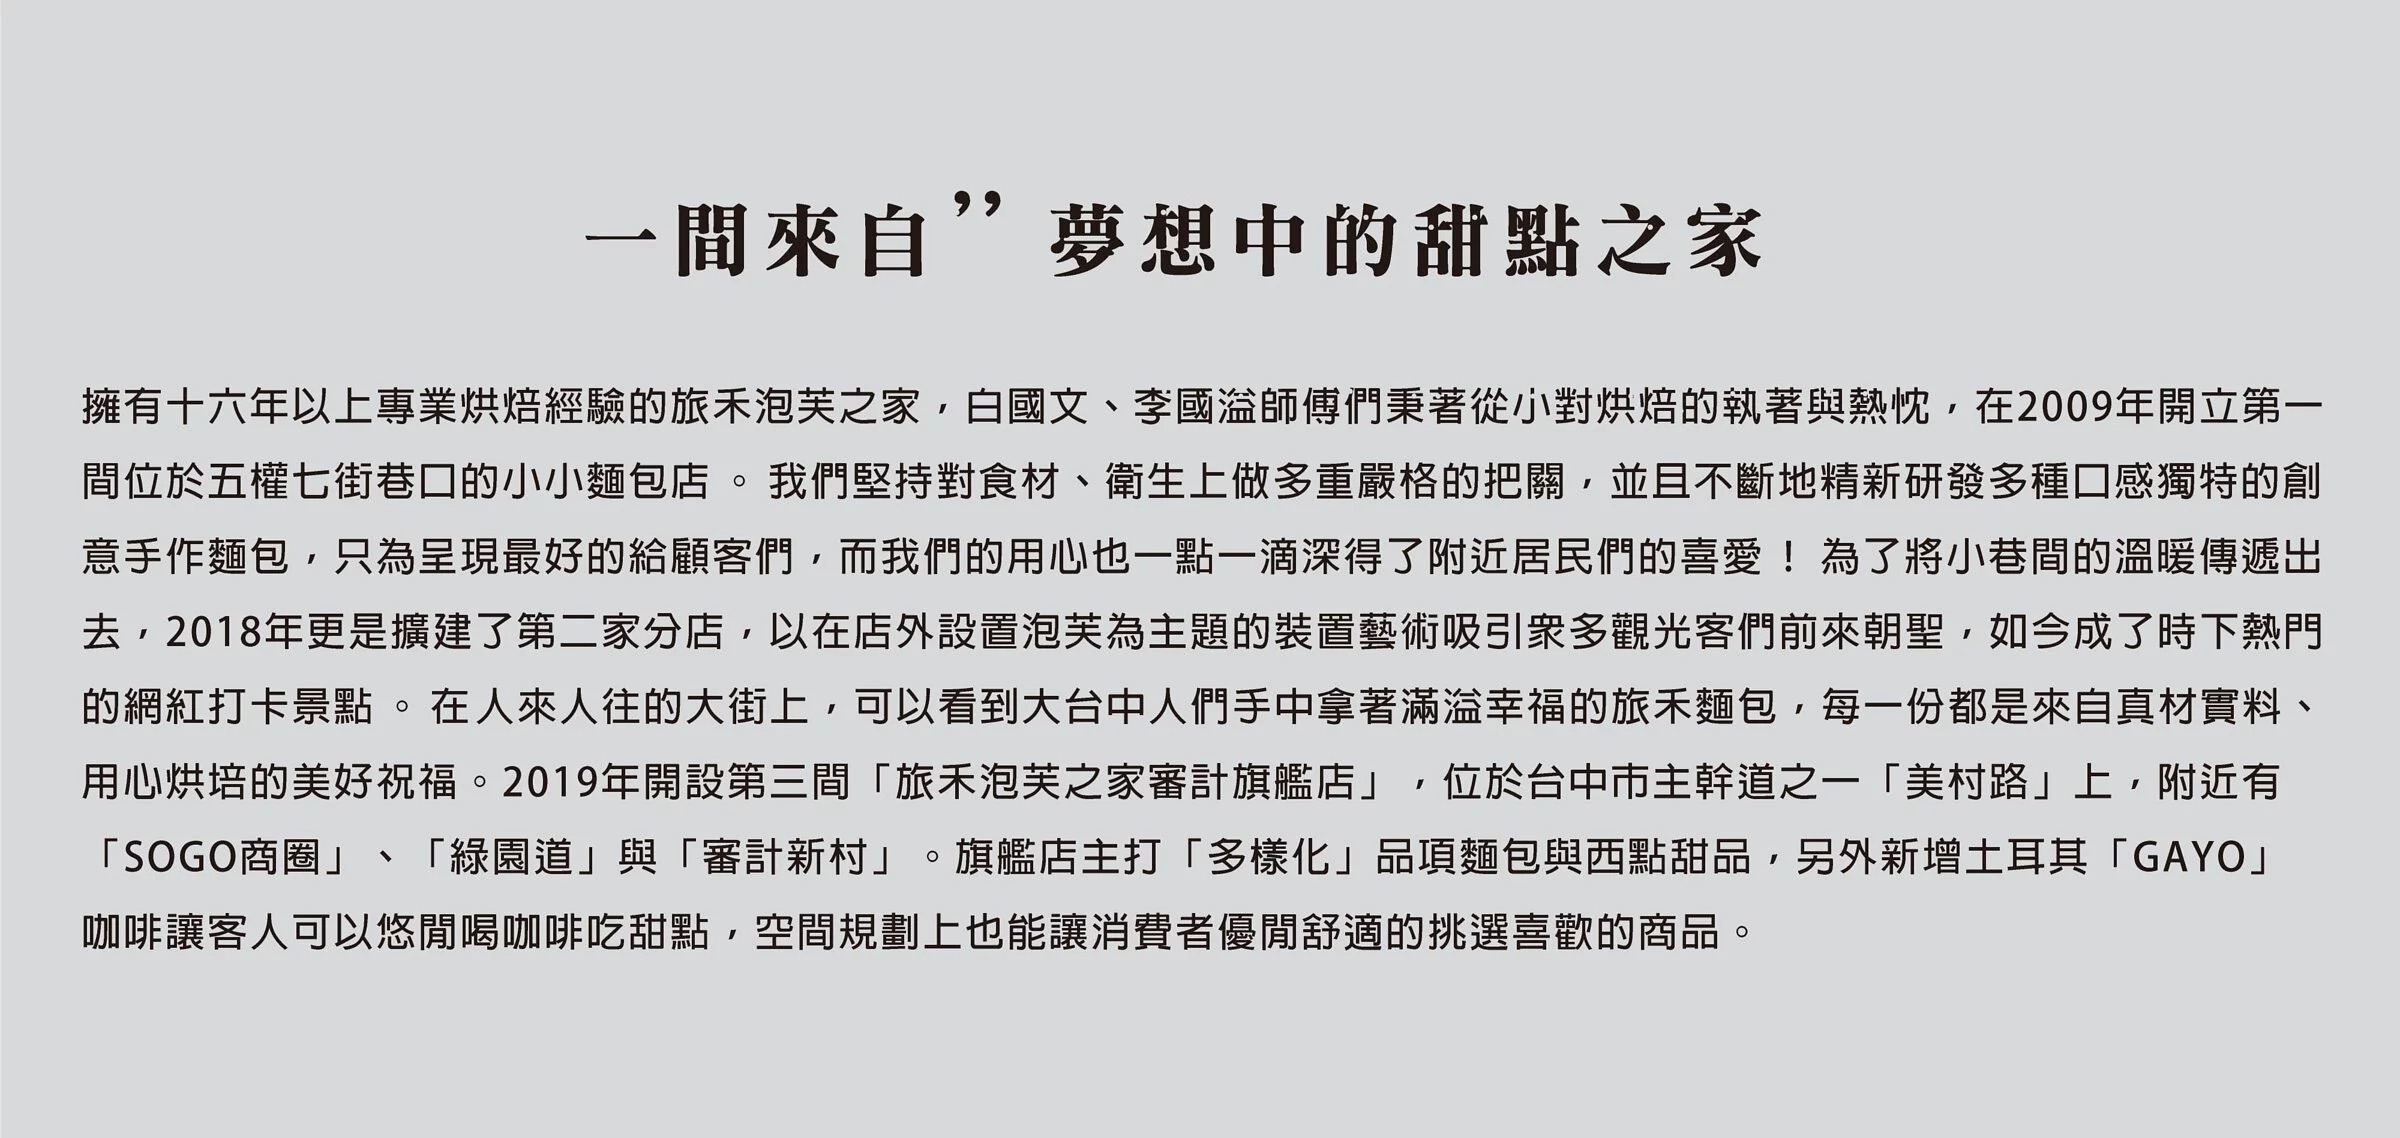 一間來自”夢想中的甜點之家
擁有十六年以上專業烘焙經驗的旅禾泡芙之家，白國文、李國溢師傅們秉著從小對烘焙的執著與熱忱，在2009年開立第一
間位於五權七街巷口的小小麵包店。我們堅持對食材、衛生上做多重嚴格的把關，並且不斷地精新研發多種口感獨特的創
意手作麵包，只為呈現最好的給顧客們，而我們的用心也一點一滴深得了附近居民們的喜愛！為了將小巷間的溫暖傳遞出
去，2018年更是擴建了第二家分店，以在店外設置泡芙為主題的裝置藝術吸引眾多觀光客們前來朝聖，如今成了時下熱門
的網紅打卡景點。在人來人往的大街上，可以看到大台中人們手中拿著滿溢幸福的旅禾麵包，每一份都是來自真材實料、
用心烘培的美好祝福。2019年開設第三間「旅禾泡芙之家審計旗艦店」，位於台中市主幹道之一「美村路」上，附近有
「SOGO商圈」、「綠園道」與「審計新村」。旗艦店主打「多樣化」品項麵包與西點甜品，另外新增土耳其「GAYO」
咖啡讓客人可以悠閒喝咖啡吃甜點，空間規劃上也能讓消費者優閒舒適的挑選喜歡的商品。